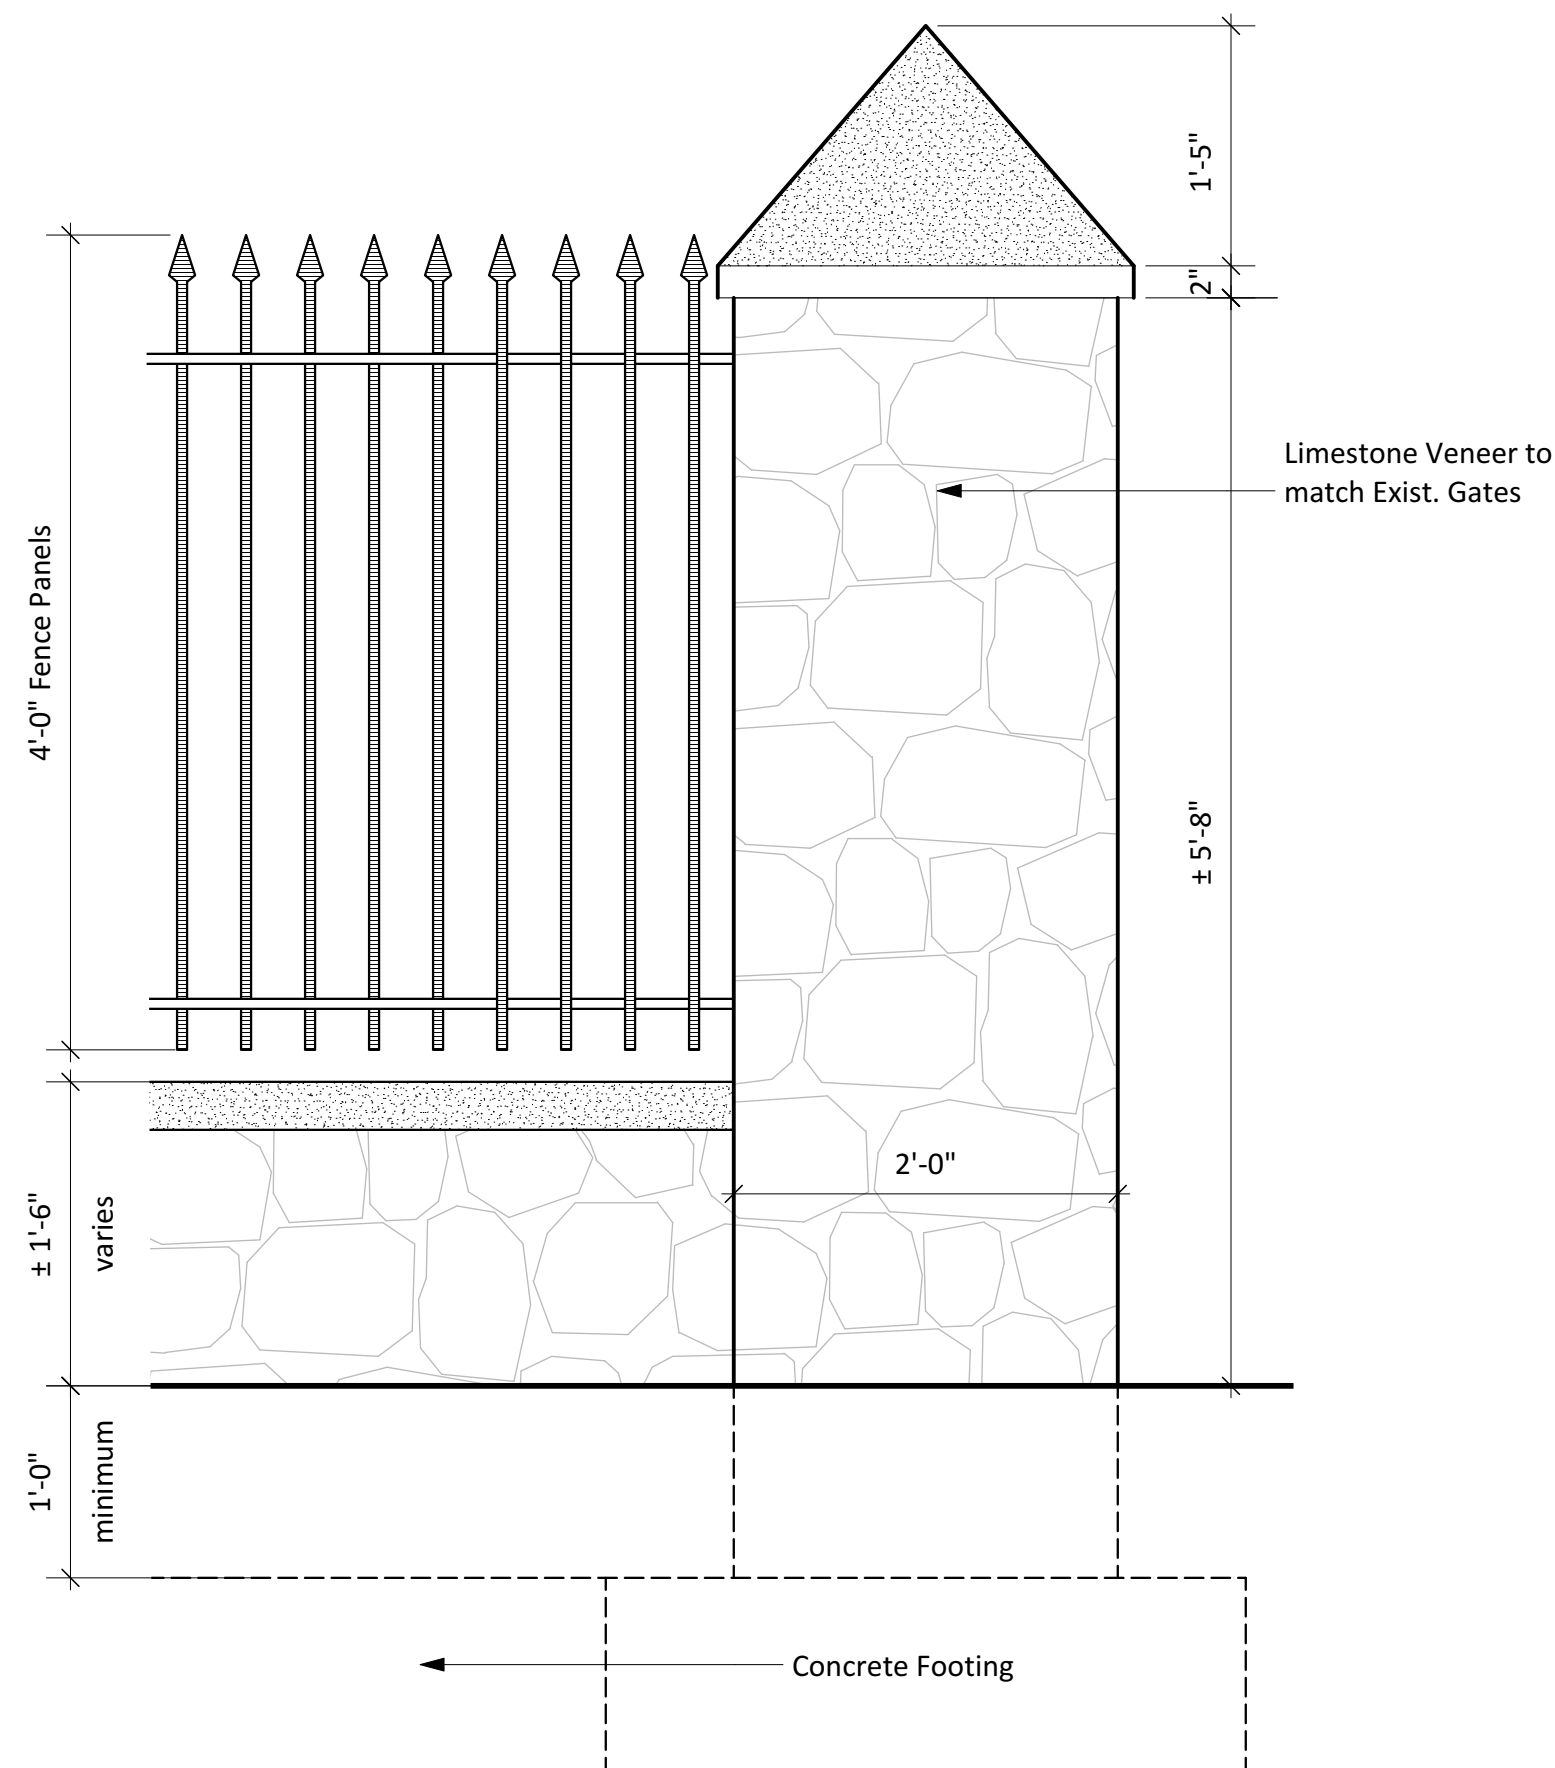 1'-5"
2"
Limestone Veneer to
match Exist. Gates
4'-0" Fence Panels
± 5'-8"
2'-0"
± 1'-6"
varies
1'-0"
minimum
Concrete Footing